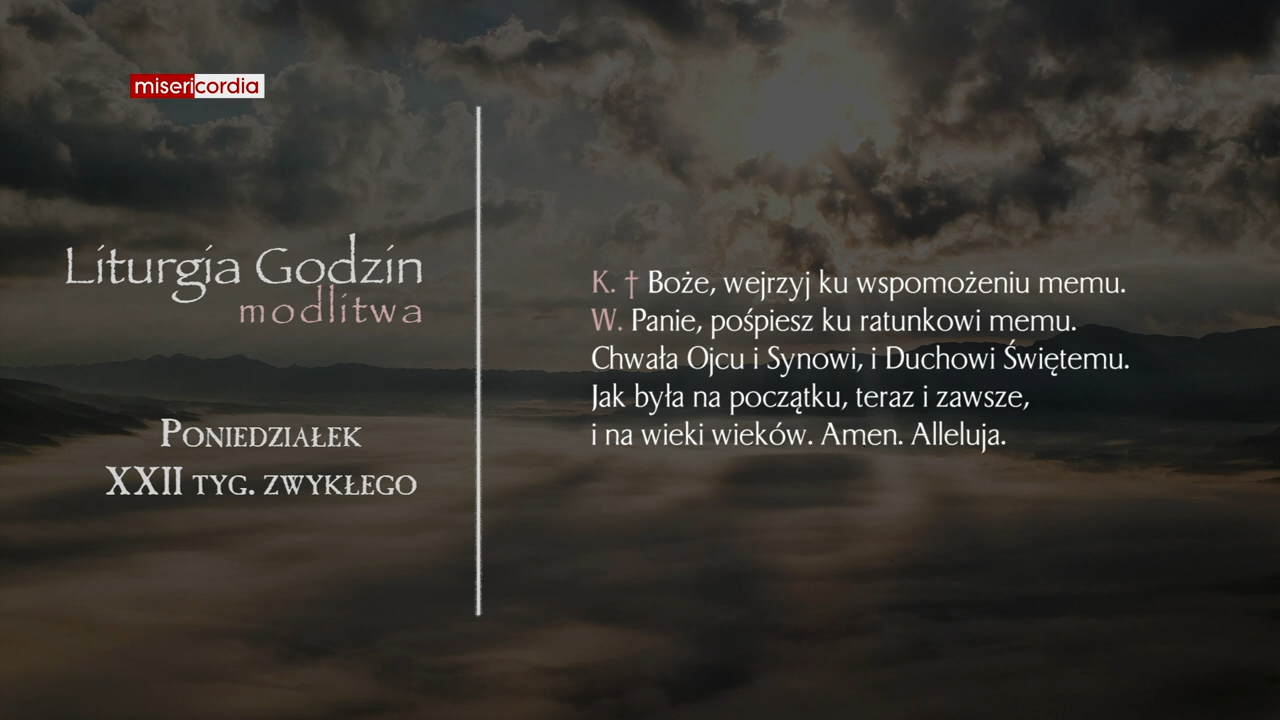 misericordia
Liturgia Godzin
modlitwa
Poniedziałek
XXII tyg. zwykłego
K. † Boże, wejrzyj ku wspomożeniu memu.
W. Panie, pośpiesz ku ratunkowi memu.
Chwała Ojcu i Synowi, i Duchowi Świętemu.
Jak była na początku, teraz i zawsze,
i na wieki wieków. Amen. Alleluja.